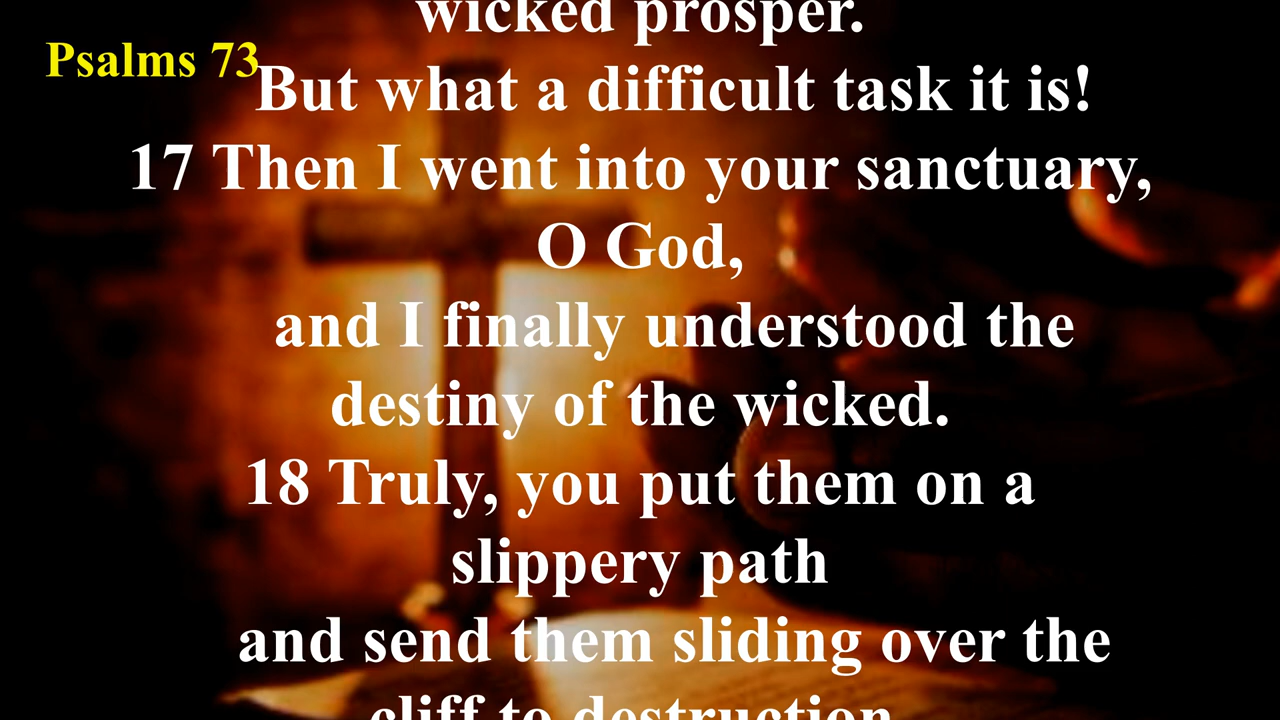 wicked prosper.
Psalms 73
But what a difficult task it is!
17 Then I went into your sanctuary,
O God,
and I finally understood the
destiny of the wicked.
18 Truly, you put them on a
slippery path
and send them sliding over the
cliff to destruction